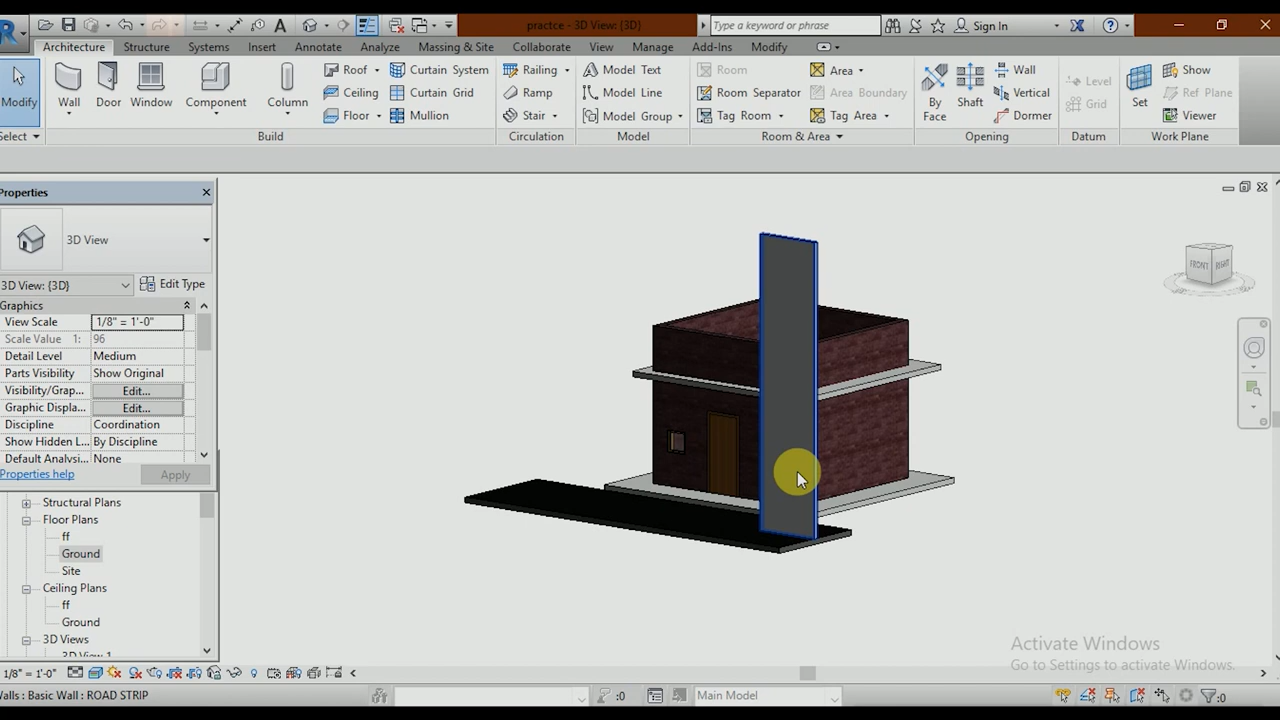 practce - 3D View: {3D}
Type a keyword or phrase
Sign In
Architecture Structure Systems Insert Annotate Analyze Massing & Site Collaborate View Manage Add-Ins Modify
Modify Wall Door Window Component Column
Roof Curtain System
Ceiling Curtain Grid
Floor Mullion
Railing
Ramp
Stair
Model Text
Model Line
Model Group
Room Area
Room Separator Area Boundary
Tag Room Tag Area
By Face Shaft
Wall
Vertical
Dormer
Level
Grid
Set
Show
Ref Plane
Viewer
Select Build Circulation Model Room & Area Opening Datum Work Plane
Properties
3D View
3D View: {3D} Edit Type
Graphics
View Scale 1/8" = 1'-0"
Scale Value 1: 96
Detail Level Medium
Parts Visibility Show Original
Visibility/Grap... Edit...
Graphic Displa... Edit...
Discipline Coordination
Show Hidden L... By Discipline
Default Analysi... None
Properties help Apply
Structural Plans
Floor Plans
ff
Ground
Site
Ceiling Plans
ff
Ground
3D Views
3D View 1
FRONT RIGHT
Activate Windows
Go to Settings to activate Windows.
1/8" = 1'-0"
Walls : Basic Wall : ROAD STRIP
:0
Main Model
:0